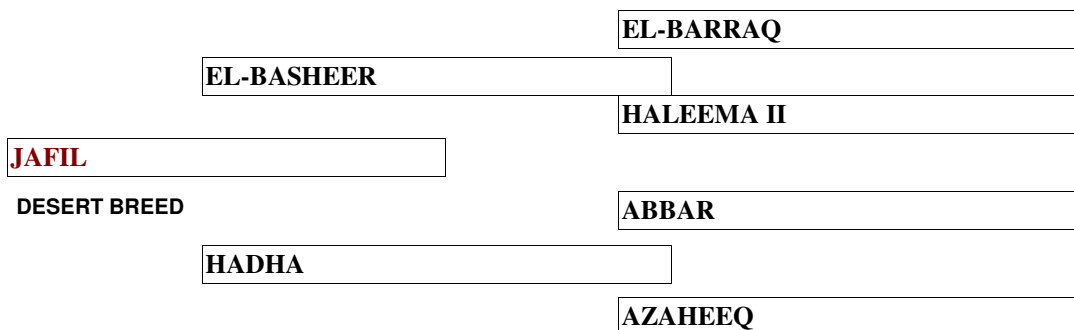 EL-BARRAQ
EL-BASHEER
HALEEMA II
JAFIL
DESERT BREED
ABBAR
HADHA
AZAHEEQ